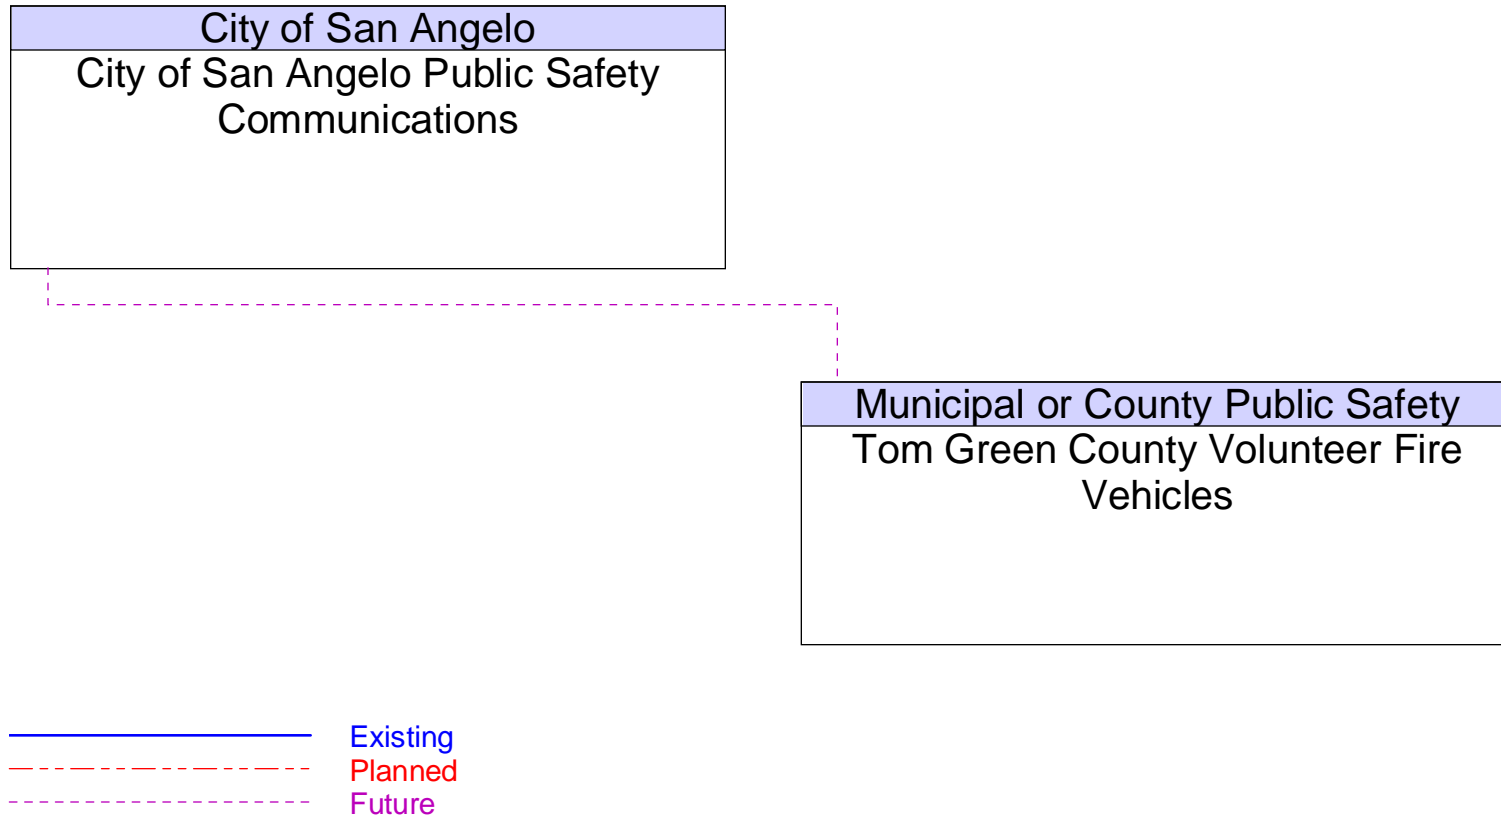 City of San Angelo
City of San Angelo Public Safety
Communications
Municipal or County Public Safety
Tom Green County Volunteer Fire
Vehicles
Existing
Planned
Future